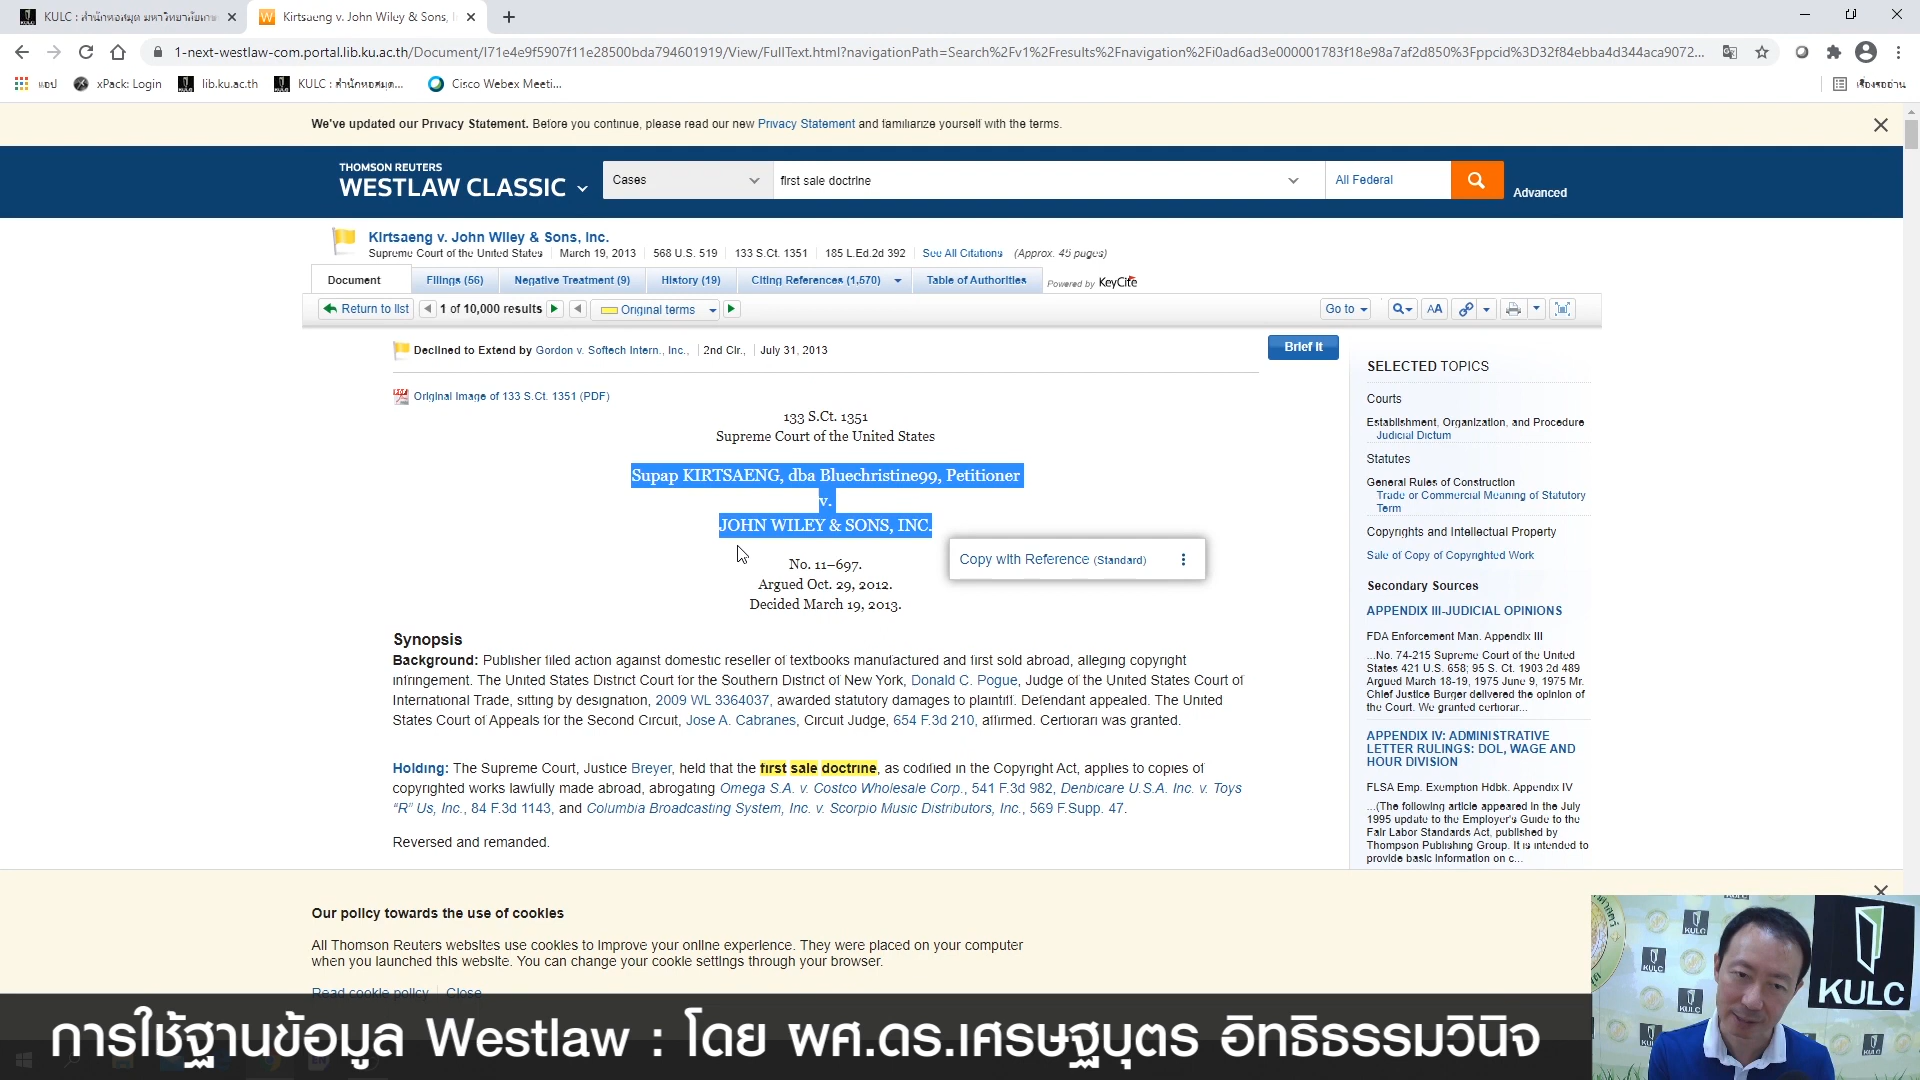 KULC : สำนักหอสมุด มหาวิทยาลัยเกษ
Kirtsaeng v. John Wiley & Sons, I
1-next-westlaw-com.portal.lib.ku.ac.th/Document/I71e4e9f5907f11e28500bda794601919/View/FullText.html?navigationPath=Search%2Fv1%2Fresults%2Fnavigation%2Fi0ad6ad3e000001783f18e98a7af2d850%3Fppcid%3D32f84ebba4d344aca9072...
แอป
xPack: Login
lib.ku.ac.th
KULC : สำนักหอสมุด...
Cisco Webex Meeti...
เรื่องรออ่าน
We've updated our Privacy Statement. Before you continue, please read our new Privacy Statement and familiarize yourself with the terms.
THOMSON REUTERS
WESTLAW CLASSIC
Cases
first sale doctrine
All Federal
Advanced
Kirtsaeng v. John Wiley & Sons, Inc.
Supreme Court of the United States March 19, 2013 568 U.S. 519 133 S.Ct. 1351 185 L.Ed.2d 392 See All Citations (Approx. 45 pages)
Document Filings (56) Negative Treatment (9) History (19) Citing References (1,570) Table of Authorities Powered by KeyCite
Return to list 1 of 10,000 results Original terms Go to AA
Declined to Extend by Gordon v. Softech Intern., Inc., 2nd Cir., July 31, 2013
Brief It
Original Image of 133 S.Ct. 1351 (PDF)
133 S.Ct. 1351
Supreme Court of the United States
Supap KIRTSAENG, dba Bluechristine99, Petitioner
v.
JOHN WILEY & SONS, INC.
Copy with Reference (Standard)
No. 11–697.
Argued Oct. 29, 2012.
Decided March 19, 2013.
Synopsis
Background: Publisher filed action against domestic reseller of textbooks manufactured and first sold abroad, alleging copyright
infringement. The United States District Court for the Southern District of New York, Donald C. Pogue, Judge of the United States Court of
International Trade, sitting by designation, 2009 WL 3364037, awarded statutory damages to plaintiff. Defendant appealed. The United
States Court of Appeals for the Second Circuit, Jose A. Cabranes, Circuit Judge, 654 F.3d 210, affirmed. Certiorari was granted.
Holding: The Supreme Court, Justice Breyer, held that the first sale doctrine, as codified in the Copyright Act, applies to copies of
copyrighted works lawfully made abroad, abrogating Omega S.A. v. Costco Wholesale Corp., 541 F.3d 982, Denbicare U.S.A. Inc. v. Toys
“R” Us, Inc., 84 F.3d 1143, and Columbia Broadcasting System, Inc. v. Scorpio Music Distributors, Inc., 569 F.Supp. 47.
Reversed and remanded.
SELECTED TOPICS
Courts
Establishment, Organization, and Procedure
Judicial Dictum
Statutes
General Rules of Construction
Trade or Commercial Meaning of Statutory
Term
Copyrights and Intellectual Property
Sale of Copy of Copyrighted Work
Secondary Sources
APPENDIX III-JUDICIAL OPINIONS
FDA Enforcement Man. Appendix III
...No. 74-215 Supreme Court of the United
States 421 U.S. 658; 95 S. Ct. 1903 2d 489
Argued March 18-19, 1975 June 9, 1975 Mr.
Chief Justice Burger delivered the opinion of
the Court. We granted certiorar...
APPENDIX IV: ADMINISTRATIVE
LETTER RULINGS: DOL, WAGE AND
HOUR DIVISION
FLSA Emp. Exemption Hdbk. Appendix IV
...(The following article appeared in the July
1995 update to the Employer's Guide to the
Fair Labor Standards Act, published by
Thompson Publishing Group. It is intended to
provide basic information on c...
Our policy towards the use of cookies
All Thomson Reuters websites use cookies to improve your online experience. They were placed on your computer
when you launched this website. You can change your cookie settings through your browser.
Read cookie policy Close
KULC
KULC
การใช้ฐานข้อมูล Westlaw : โดย ผศ.ดร.เศรษฐบุตร อิทธิธรรมวินิจ